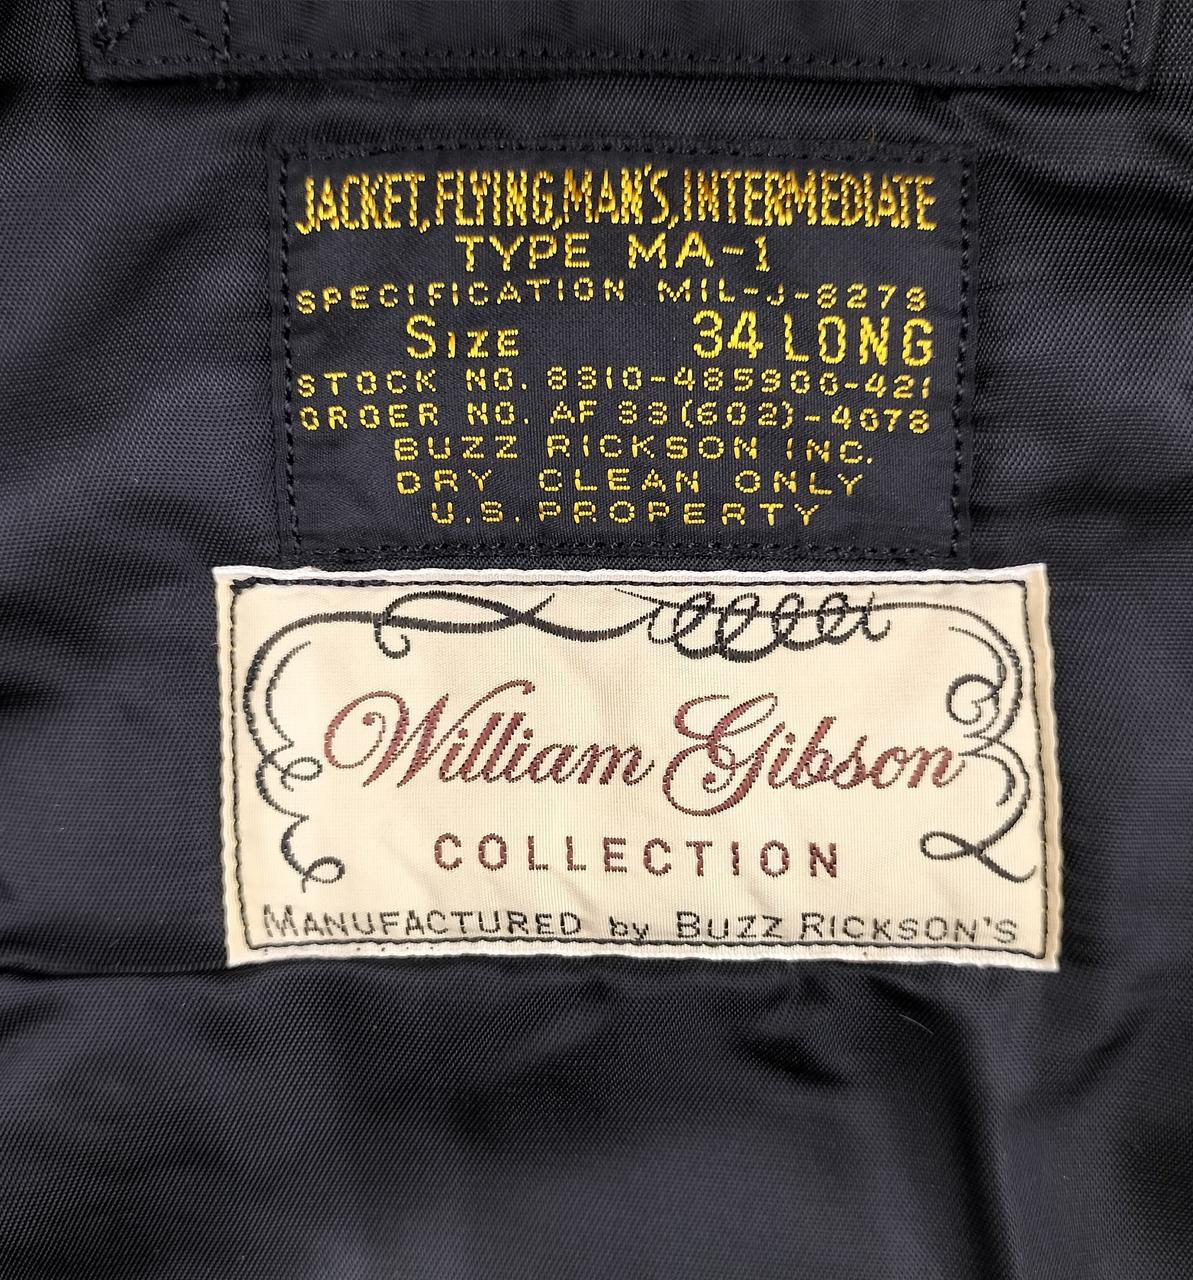 JACKET, FLYING, MAN'S, INTERMEDIATE
TYPE MA-1
SPECIFICATION MIL-J-8279
SIZE 34 LONG
STOCK NO. 8310-485900-421
ORDER NO. AF 33(602)-4078
BUZZ RICKSON INC.
DRY CLEAN ONLY
U.S. PROPERTY
William Gibson
COLLECTION
MANUFACTURED by BUZZ RICKSON'S